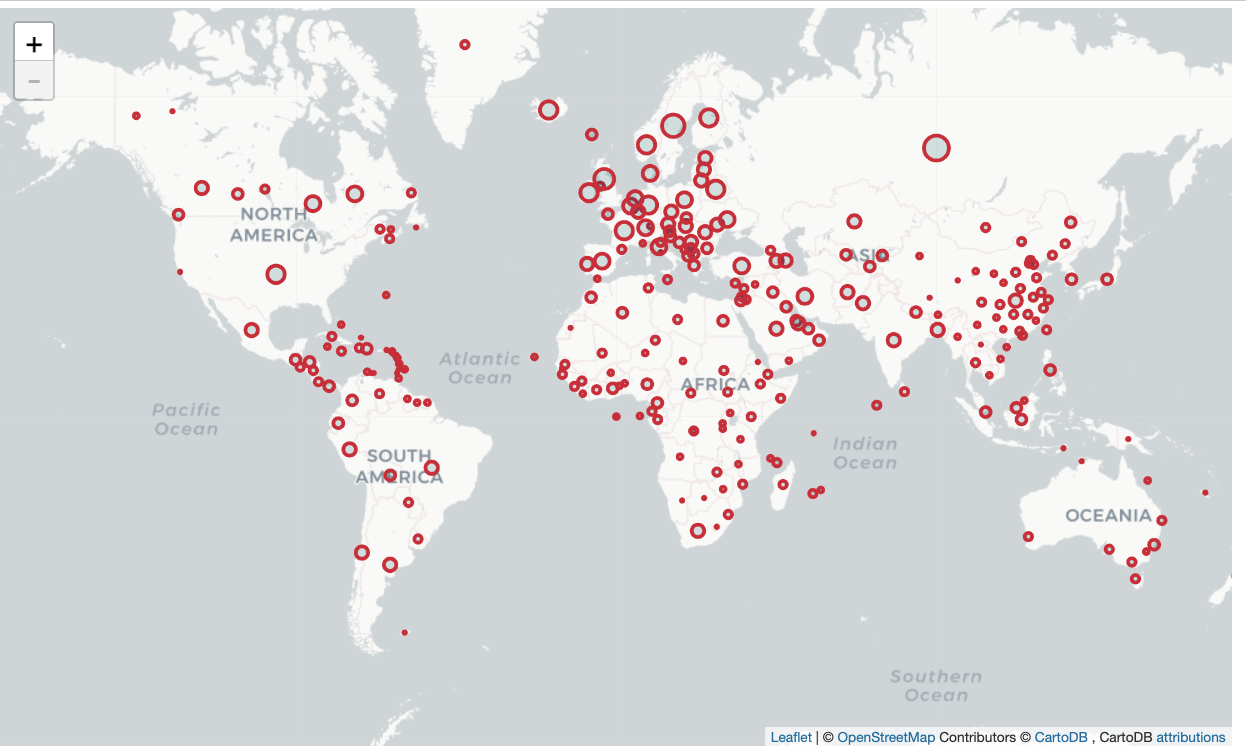 +
−
NORTH
AMERICA
ASIA
Atlantic
Ocean
AFRICA
Pacific
Ocean
Indian
Ocean
SOUTH
AMERICA
OCEANIA
Southern
Ocean
Leaflet | © OpenStreetMap Contributors © CartoDB , CartoDB attributions